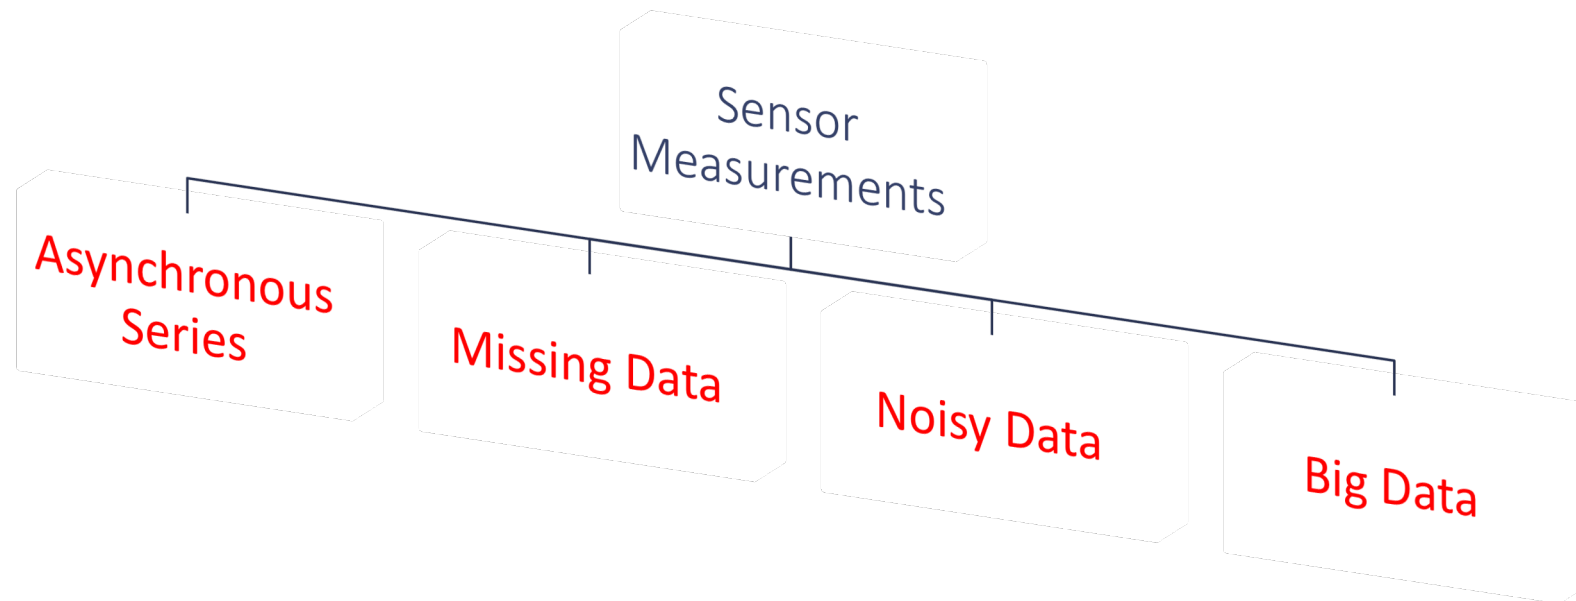 Sensor
Measurements
Asynchronous
Series
Missing Data
Noisy Data
Big Data